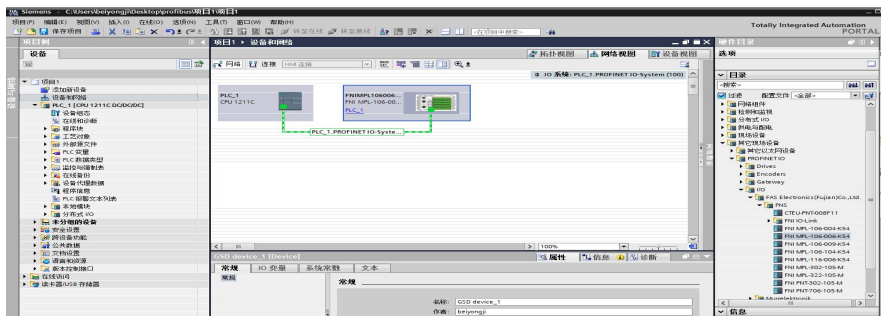 Siemens - C:\Users\beiyongji\Desktop\profibus\项目1\项目1
项目(P) 编辑(E) 视图(V) 插入(I) 在线(O) 选项(N) 工具(T) 窗口(W) 帮助(H)
Totally Integrated Automation
PORTAL
保存项目 转至在线 转至离线 <在项目中搜索>
项目树
设备
项目1
添加新设备
设备和网络
PLC_1 [CPU 1211C DC/DC/DC]
设备组态
在线和诊断
程序块
工艺对象
外部源文件
PLC 变量
PLC 数据类型
监控与强制表
在线备份
设备代理数据
程序信息
PLC 报警文本列表
本地模块
分布式 I/O
未分组的设备
安全设置
跨设备功能
公共数据
文档设置
语言和资源
版本控制接口
在线访问
读卡器/USB 存储器
项目1 › 设备和网络
拓扑视图 网络视图 设备视图
网络 连接 HMI 连接
IO 系统: PLC_1.PROFINET IO-System (100)
PLC_1
CPU 1211C
FNIMPL106006...
FNI MPL-106-00...
PLC_1
PLC_1.PROFINET IO-Syste...
100%
GSD device_1 [Device]
属性 信息 诊断
常规 IO 变量 系统常数 文本
常规
常规
名称: GSD device_1
作者: beiyongji
硬件目录
选项
目录
<搜索>
过滤 配置文件 <全部>
网络组件
检测和监视
分布式 I/O
供电与配电
现场设备
其它现场设备
其它以太网设备
PROFINET IO
Drives
Encoders
Gateway
I/O
FAS Electronics(Fujian)Co.,Ltd.
PNS
CTEU-PNT-008F11
FNI IO-Link
FNI MPL-106-004-K54
FNI MPL-106-006-K54
FNI MPL-106-009-K54
FNI MPL-106-104-K54
FNI MPL-116-006-K54
FNI MPL-302-105-M
FNI MPL-322-105-M
FNI PNT-302-105-M
FNI PNT-706-105-M
Murrelektronik
信息